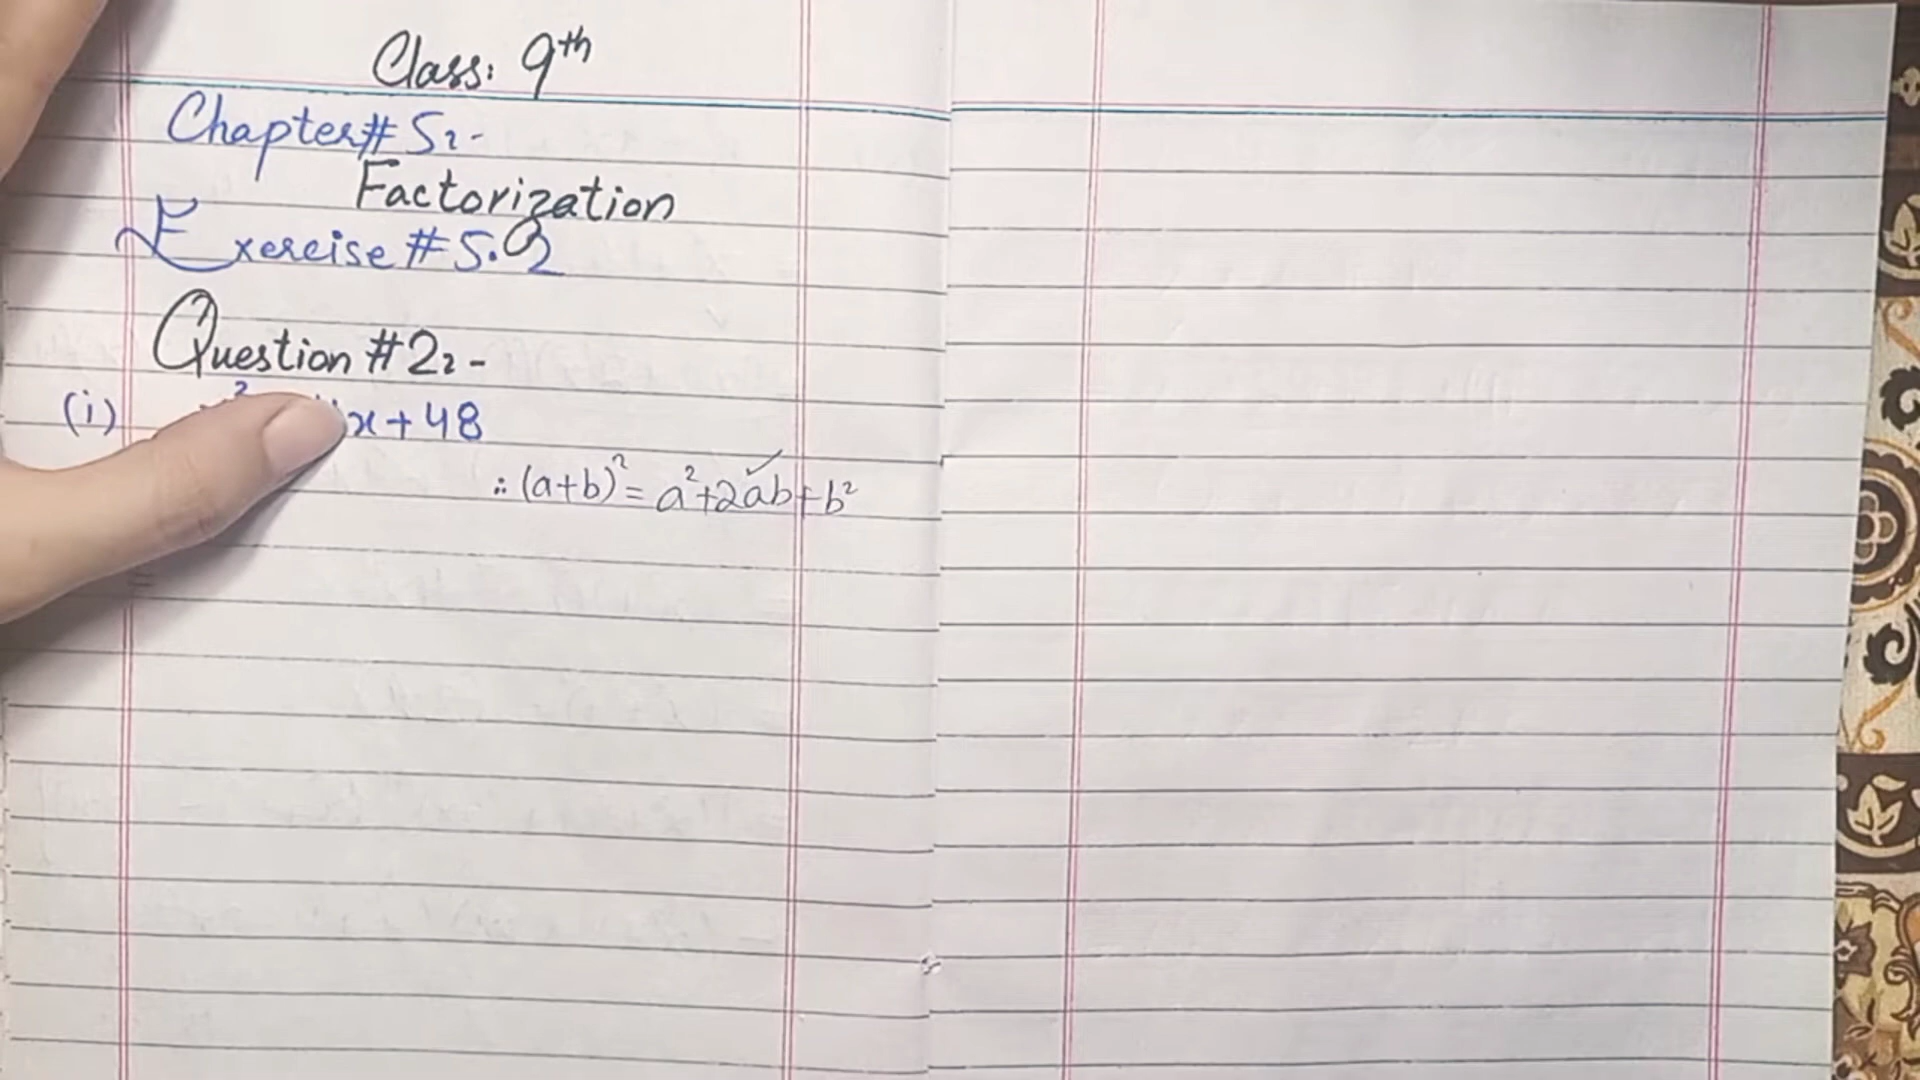 Class: 9th
Chapter# 5:-
Factorization
Exercise # 5.2
Question #2:-
(i) x + 48
∴ (a+b)² = a²+2ab+b²
=